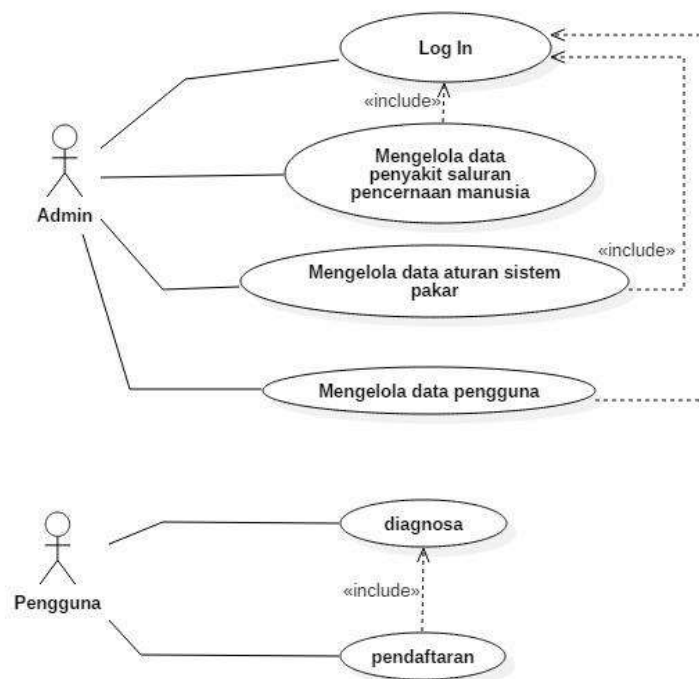 Log In
«include»
Mengelola data
penyakit saluran
pencernaan manusia
Admin
«include»
Mengelola data aturan sistem
pakar
Mengelola data pengguna
diagnosa
Pengguna
«include»
pendaftaran